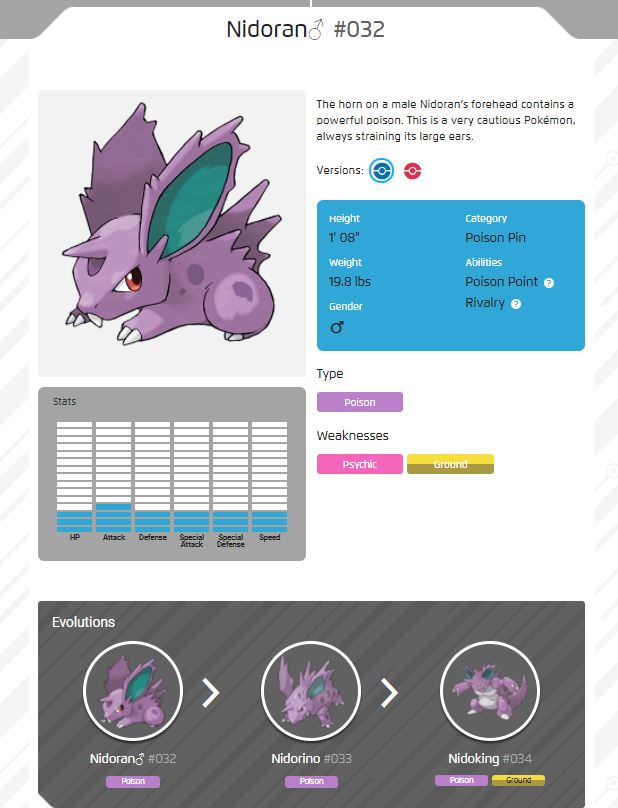 Nidoran♂ #032
The horn on a male Nidoran's forehead contains a
powerful poison. This is a very cautious Pokémon,
always straining its large ears.
Versions:
Height
1' 08"
Weight
19.8 lbs
Gender
♂
Category
Poison Pin
Abilities
Poison Point ?
Rivalry ?
Type
Poison
Weaknesses
Psychic Ground
Stats
HP Attack Defense Special Attack Special Defense Speed
Evolutions
Nidoran♂ #032
Poison
Nidorino #033
Poison
Nidoking #034
Poison Ground